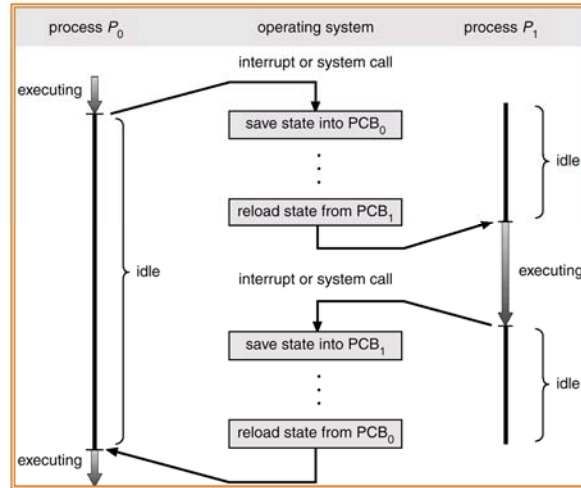 process P0
operating system
process P1
interrupt or system call
executing
save state into PCB0
idle
reload state from PCB1
idle
interrupt or system call
executing
save state into PCB1
idle
reload state from PCB0
executing